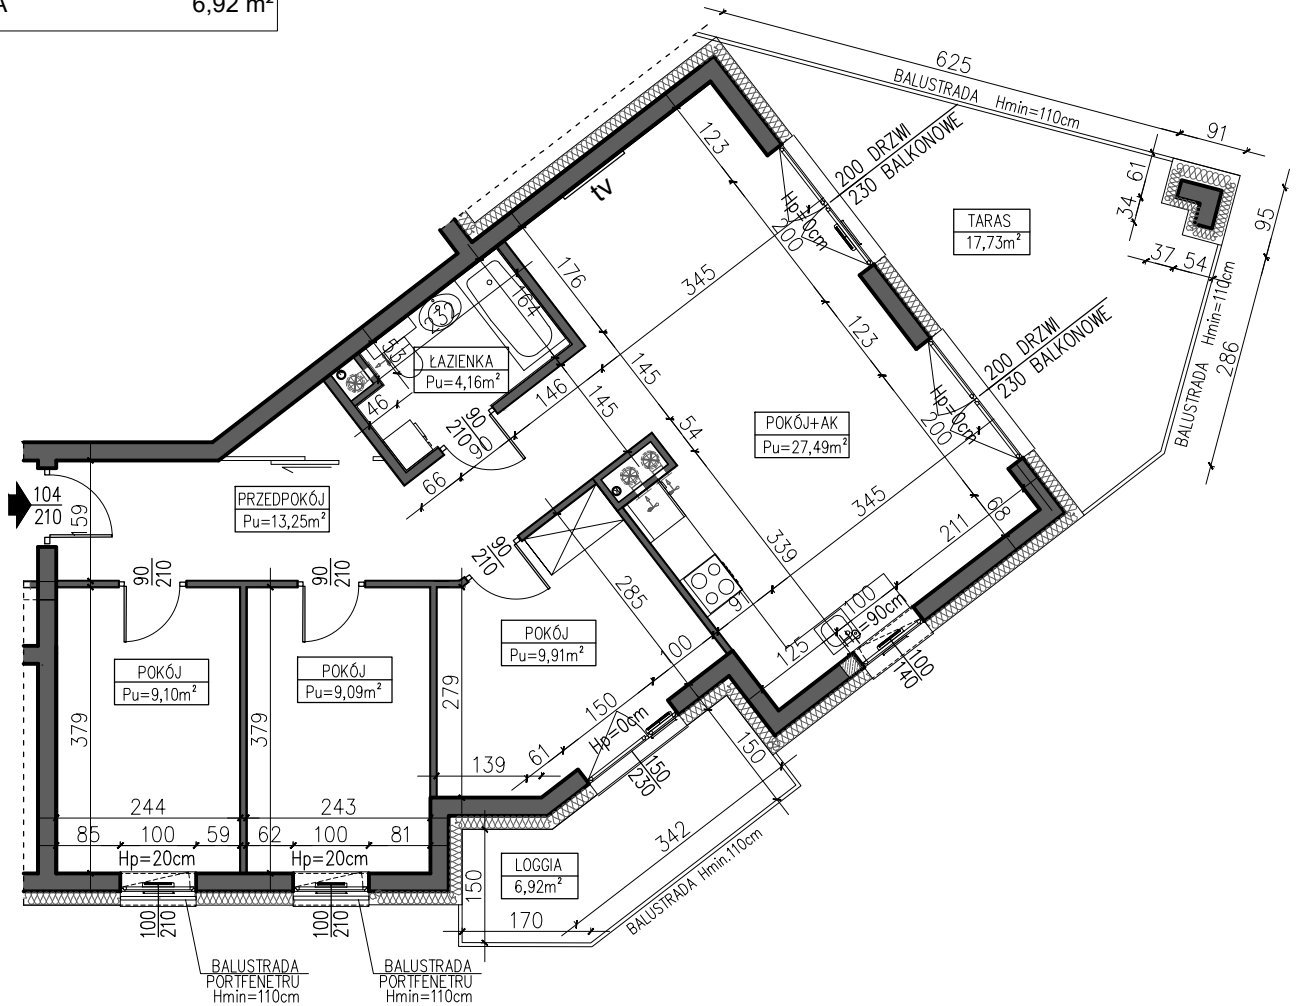 A 6,92 m²
625
BALUSTRADA Hmin=110cm
91
123
200 DRZWI
230 BALKONOWE
61
34
tv
Hp=0cm
200
TARAS
17,73m²
95
37 54
176
345
164
232
123
BALUSTRADA Hmin=110cm
286
200 DRZWI
230 BALKONOWE
53
ŁAZIENKA
Pu=4,16m²
145
46
146
145
Hp=0cm
200
54
POKÓJ+AK
Pu=27,49m²
90
210
90
66
104
210
159
PRZEDPOKÓJ
Pu=13,25m²
345
68
211
339
90
210
90
210
90
210
285
100
Hp=90cm
125
100
140
POKÓJ
Pu=9,91m²
100
POKÓJ
Pu=9,10m²
POKÓJ
Pu=9,09m²
379
379
279
150
Hp=0cm
61
139
150
230
150
244
243
85 100 59 62 100 81
Hp=20cm
Hp=20cm
342
LOGGIA
6,92m²
150
170
BALUSTRADA Hmin.110cm
100
210
100
210
BALUSTRADA
PORTFENETRU
Hmin=110cm
BALUSTRADA
PORTFENETRU
Hmin=110cm